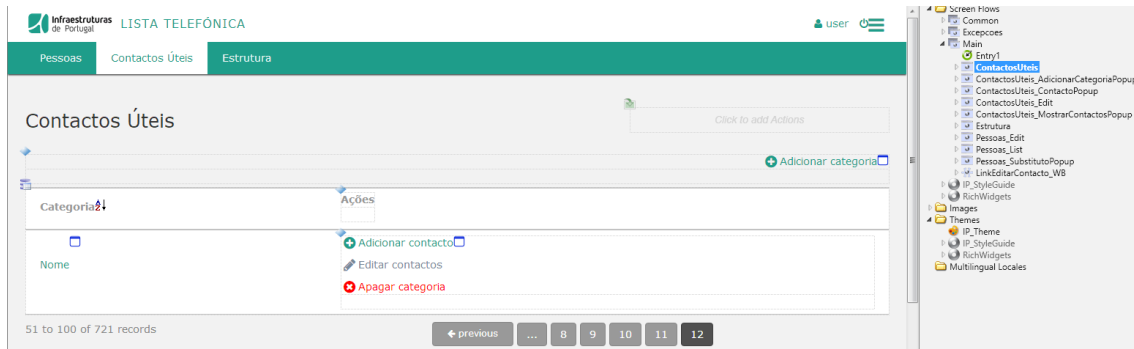 Infraestruturas
de Portugal
LISTA TELEFÓNICA
user
Pessoas
Contactos Úteis
Estrutura
Contactos Úteis
Click to add Actions
Adicionar categoria
Categoria
Ações
Nome
Adicionar contacto
Editar contactos
Apagar categoria
51 to 100 of 721 records
previous
...
8
9
10
11
12
Screen Flows
Common
Excepcoes
Main
Entry1
ContactosUteis
ContactosUteis_AdicionarCategoriaPopup
ContactosUteis_ContactoPopup
ContactosUteis_Edit
ContactosUteis_MostrarContactosPopup
Estrutura
Pessoas_Edit
Pessoas_List
Pessoas_SubstitutoPopup
LinkEditarContacto_WB
IP_StyleGuide
RichWidgets
Images
Themes
IP_Theme
IP_StyleGuide
RichWidgets
Multilingual Locales